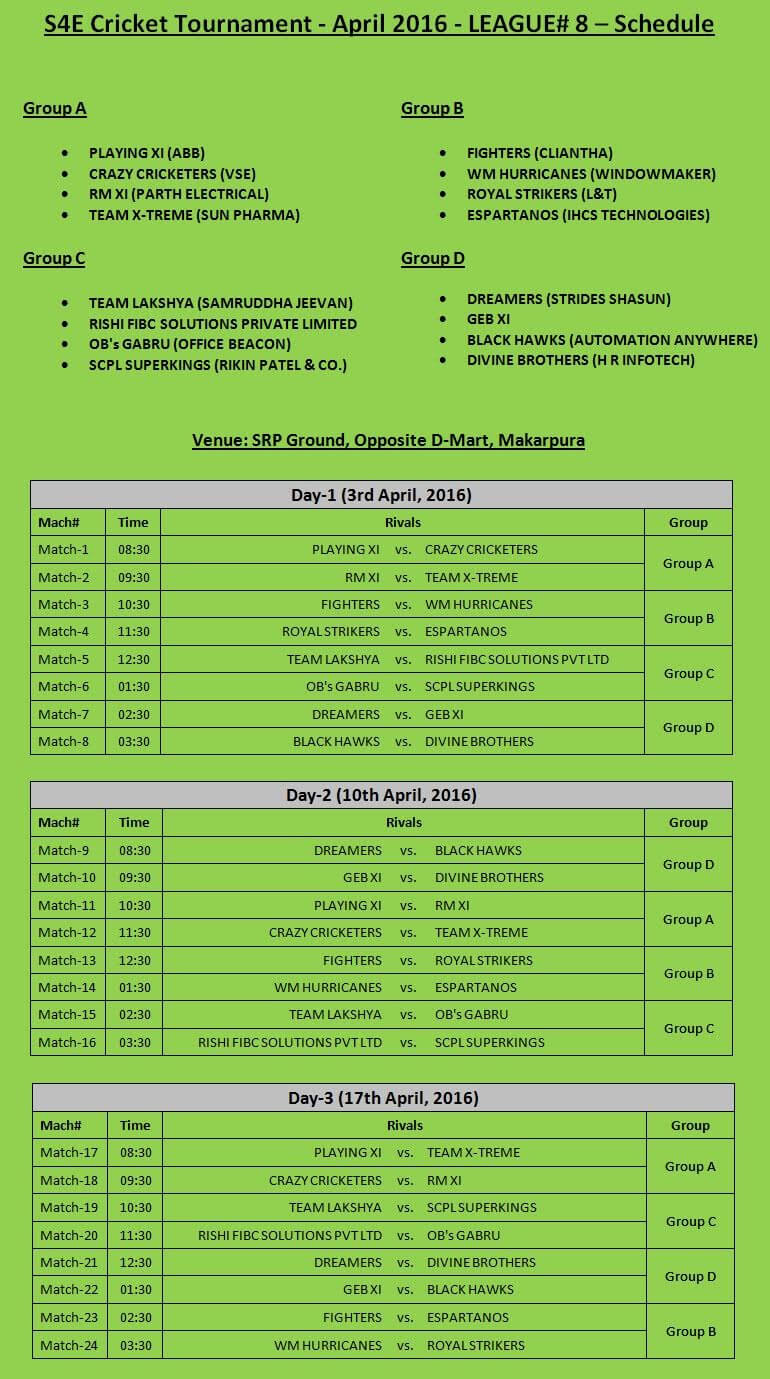 S4E Cricket Tournament - April 2016 - LEAGUE# 8 – Schedule
Group A
• PLAYING XI (ABB)
• CRAZY CRICKETERS (VSE)
• RM XI (PARTH ELECTRICAL)
• TEAM X-TREME (SUN PHARMA)
Group B
• FIGHTERS (CLIANTHA)
• WM HURRICANES (WINDOWMAKER)
• ROYAL STRIKERS (L&T)
• ESPARTANOS (IHCS TECHNOLOGIES)
Group C
• TEAM LAKSHYA (SAMRUDDHA JEEVAN)
• RISHI FIBC SOLUTIONS PRIVATE LIMITED
• OB's GABRU (OFFICE BEACON)
• SCPL SUPERKINGS (RIKIN PATEL & CO.)
Group D
• DREAMERS (STRIDES SHASUN)
• GEB XI
• BLACK HAWKS (AUTOMATION ANYWHERE)
• DIVINE BROTHERS (H R INFOTECH)
Venue: SRP Ground, Opposite D-Mart, Makarpura
Day-1 (3rd April, 2016)
Mach# Time Rivals Group
Match-1 08:30 PLAYING XI vs. CRAZY CRICKETERS
Group A
Match-2 09:30 RM XI vs. TEAM X-TREME
Match-3 10:30 FIGHTERS vs. WM HURRICANES
Group B
Match-4 11:30 ROYAL STRIKERS vs. ESPARTANOS
Match-5 12:30 TEAM LAKSHYA vs. RISHI FIBC SOLUTIONS PVT LTD
Group C
Match-6 01:30 OB's GABRU vs. SCPL SUPERKINGS
Match-7 02:30 DREAMERS vs. GEB XI
Group D
Match-8 03:30 BLACK HAWKS vs. DIVINE BROTHERS
Day-2 (10th April, 2016)
Mach# Time Rivals Group
Match-9 08:30 DREAMERS vs. BLACK HAWKS
Group D
Match-10 09:30 GEB XI vs. DIVINE BROTHERS
Match-11 10:30 PLAYING XI vs. RM XI
Group A
Match-12 11:30 CRAZY CRICKETERS vs. TEAM X-TREME
Match-13 12:30 FIGHTERS vs. ROYAL STRIKERS
Group B
Match-14 01:30 WM HURRICANES vs. ESPARTANOS
Match-15 02:30 TEAM LAKSHYA vs. OB's GABRU
Group C
Match-16 03:30 RISHI FIBC SOLUTIONS PVT LTD vs. SCPL SUPERKINGS
Day-3 (17th April, 2016)
Mach# Time Rivals Group
Match-17 08:30 PLAYING XI vs. TEAM X-TREME
Group A
Match-18 09:30 CRAZY CRICKETERS vs. RM XI
Match-19 10:30 TEAM LAKSHYA vs. SCPL SUPERKINGS
Group C
Match-20 11:30 RISHI FIBC SOLUTIONS PVT LTD vs. OB's GABRU
Match-21 12:30 DREAMERS vs. DIVINE BROTHERS
Group D
Match-22 01:30 GEB XI vs. BLACK HAWKS
Match-23 02:30 FIGHTERS vs. ESPARTANOS
Group B
Match-24 03:30 WM HURRICANES vs. ROYAL STRIKERS